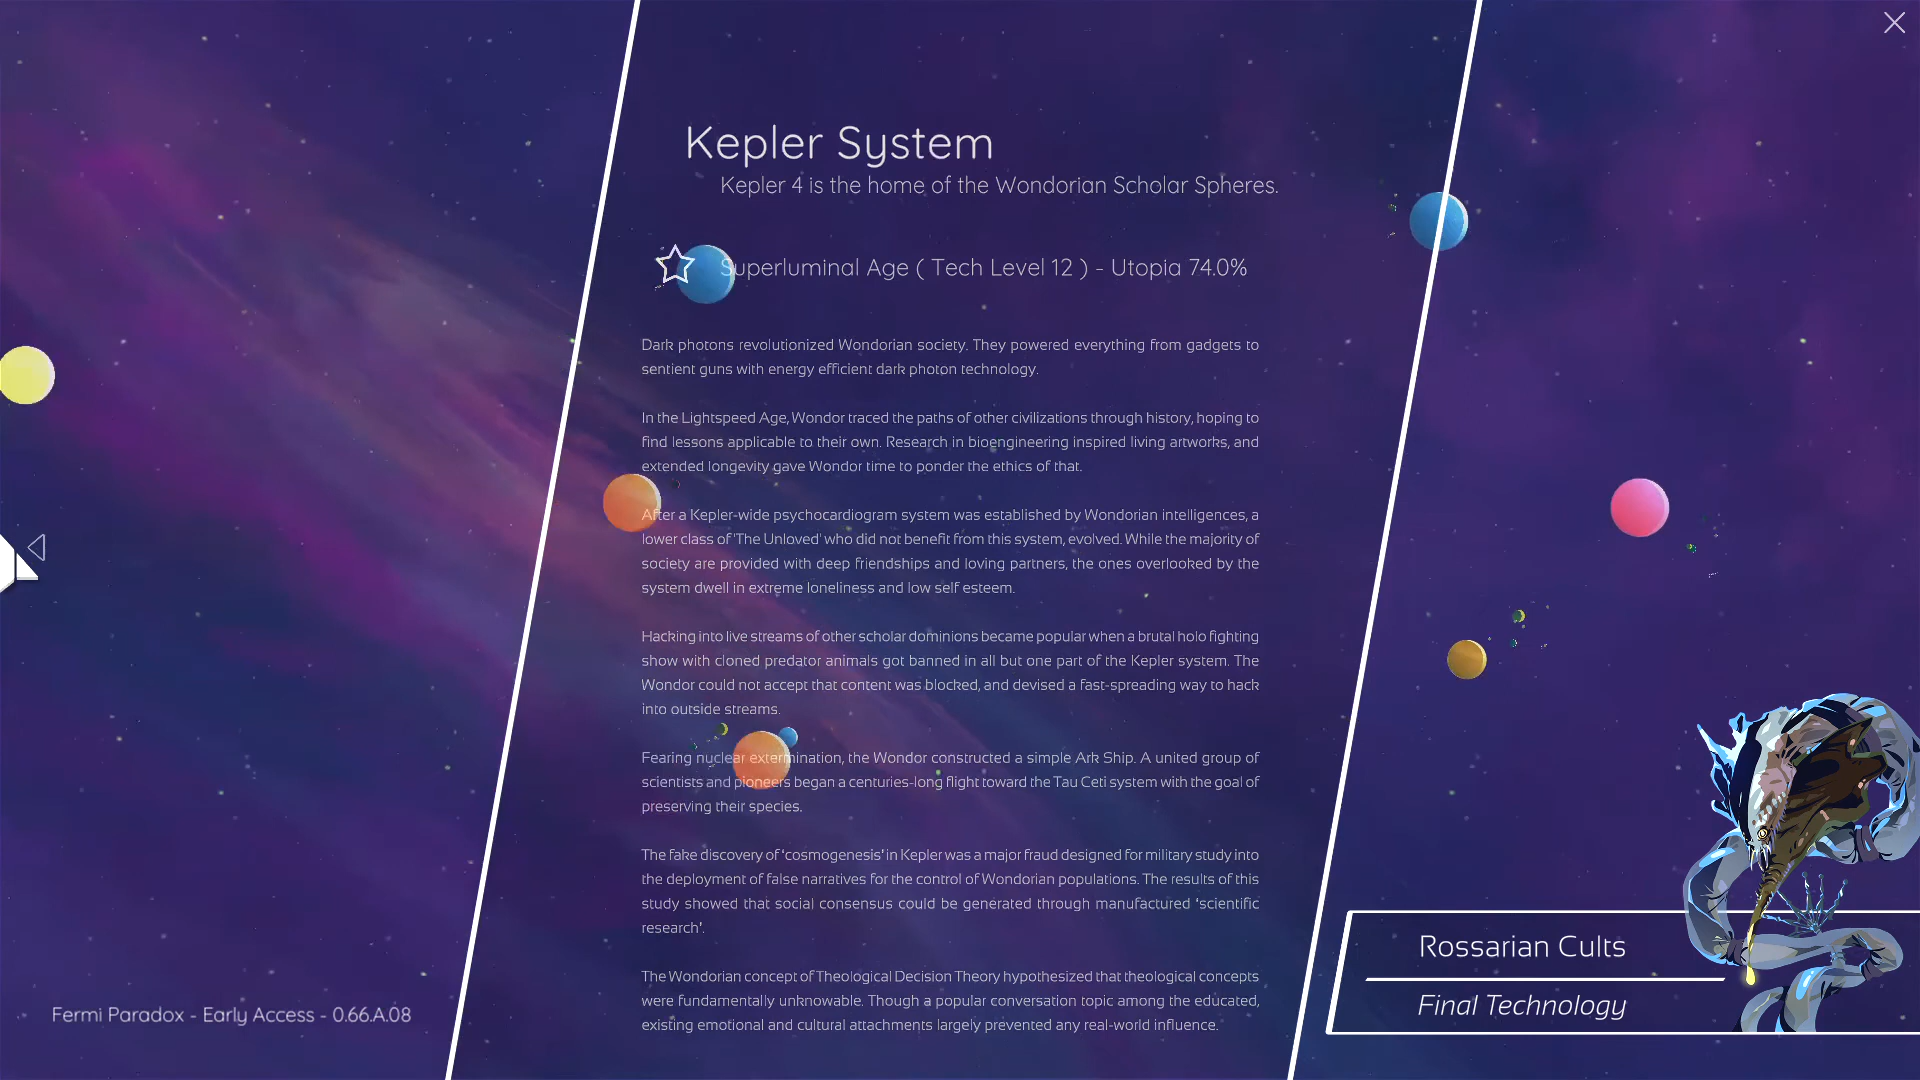 Kepler System
Kepler 4 is the home of the Wondorian Scholar Spheres.
Superluminal Age ( Tech Level 12 ) - Utopia 74.0%
Dark photons revolutionized Wondorian society. They powered everything from gadgets to
sentient guns with energy efficient dark photon technology.
In the Lightspeed Age, Wondor traced the paths of other civilizations through history, hoping to
find lessons applicable to their own. Research in bioengineering inspired living artworks, and
extended longevity gave Wondor time to ponder the ethics of that.
After a Kepler-wide psychocardiogram system was established by Wondorian intelligences, a
lower class of 'The Unloved' who did not benefit from this system, evolved. While the majority of
society are provided with deep friendships and loving partners, the ones overlooked by the
system dwell in extreme loneliness and low self esteem.
Hacking into live streams of other scholar dominions became popular when a brutal holo fighting
show with cloned predator animals got banned in all but one part of the Kepler system. The
Wondor could not accept that content was blocked, and devised a fast-spreading way to hack
into outside streams.
Fearing nuclear extermination, the Wondor constructed a simple Ark Ship. A united group of
scientists and pioneers began a centuries-long flight toward the Tau Ceti system with the goal of
preserving their species.
The fake discovery of 'cosmogenesis' in Kepler was a major fraud designed for military study into
the deployment of false narratives for the control of Wondorian populations. The results of this
study showed that social consensus could be generated through manufactured 'scientific
research'.
The Wondorian concept of Theological Decision Theory hypothesized that theological concepts
were fundamentally unknowable. Though a popular conversation topic among the educated,
existing emotional and cultural attachments largely prevented any real-world influence.
Rossarian Cults
Final Technology
Fermi Paradox - Early Access - 0.66.A.08